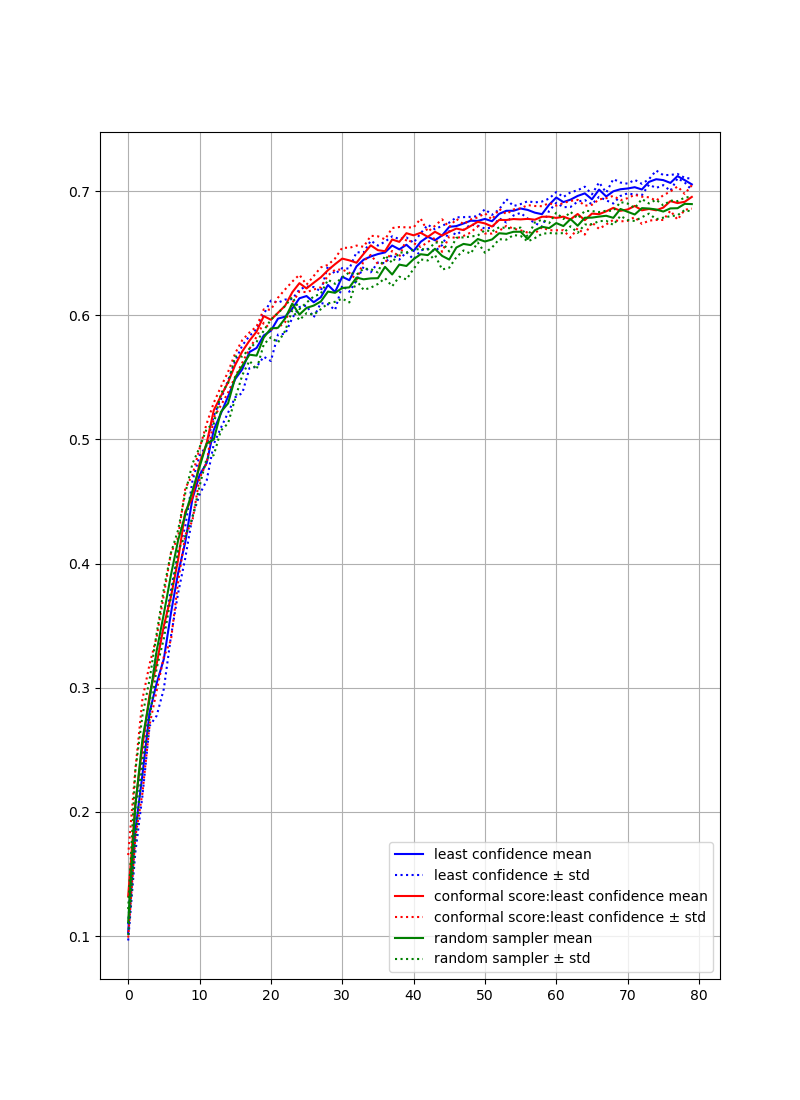 0.7
0.6
0.5
0.4
0.3
0.2
0.1
least confidence mean
least confidence ± std
conformal score:least confidence mean
conformal score:least confidence ± std
random sampler mean
random sampler ± std
0 10 20 30 40 50 60 70 80